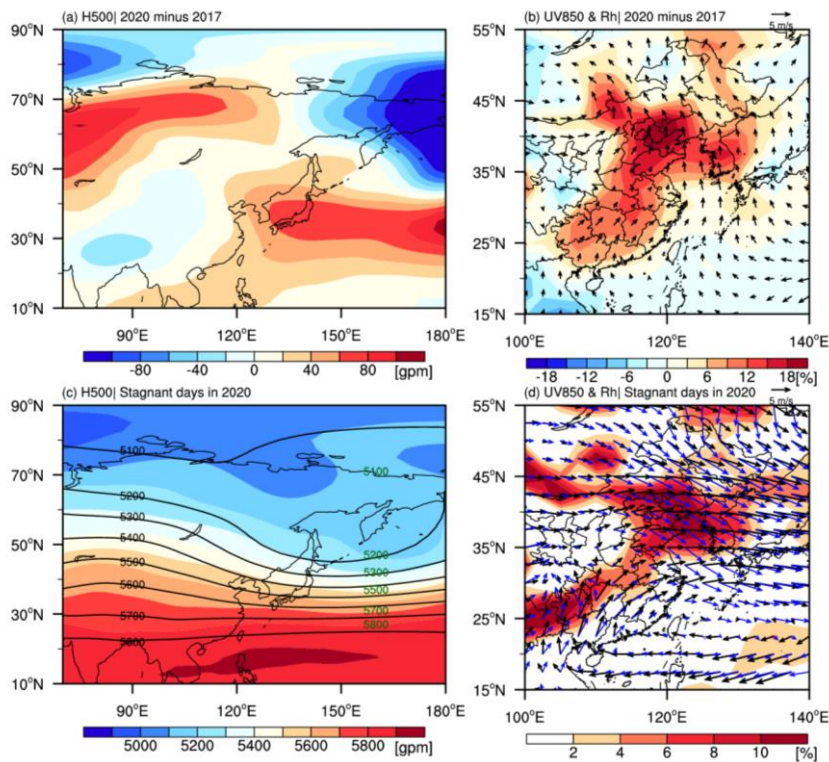 (a) H500| 2020 minus 2017
90°N
70°N
50°N
30°N
10°N
90°E 120°E 150°E 180°E
-80 -40 0 40 80 [gpm]
(b) UV850 & Rh| 2020 minus 2017
5 m/s
55°N
45°N
35°N
25°N
15°N
100°E 120°E 140°E
-18 -12 -6 0 6 12 18[%]
(c) H500| Stagnant days in 2020
90°N
70°N
50°N
30°N
10°N
5100
5200
5300
5400
5500
5600
5700
5800
5100
5200
5300
5500
5700
5800
90°E 120°E 150°E 180°E
5000 5200 5400 5600 5800 [gpm]
(d) UV850 & Rh| Stagnant days in 2020
5 m/s
55°N
45°N
35°N
25°N
15°N
100°E 120°E 140°E
2 4 6 8 10 [%]